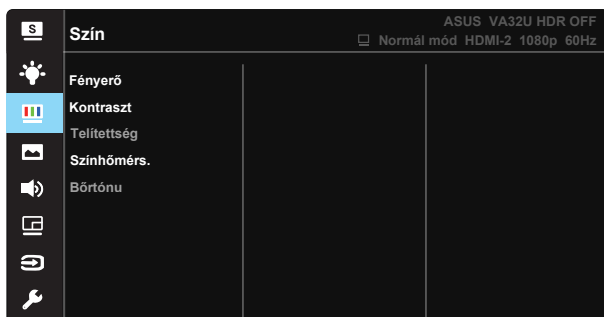 S
Szín
ASUS VA32U HDR OFF
Normál mód HDMI-2 1080p 60Hz
Fényerő
Kontraszt
Telítettség
Színhőmérs.
Bőrtónu